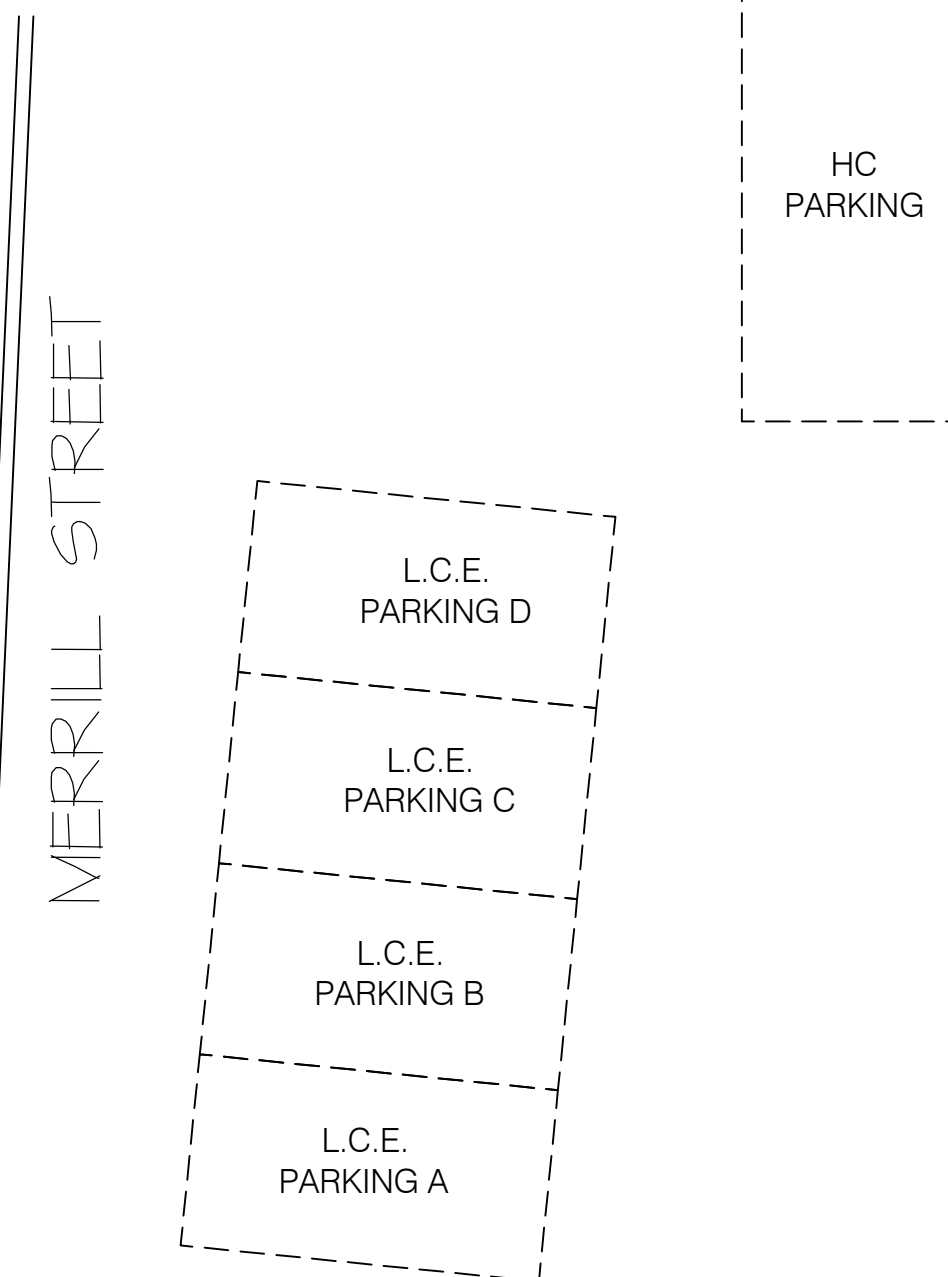 HC
PARKING
MERRILL STREET
L.C.E.
PARKING D
L.C.E.
PARKING C
L.C.E.
PARKING B
L.C.E.
PARKING A